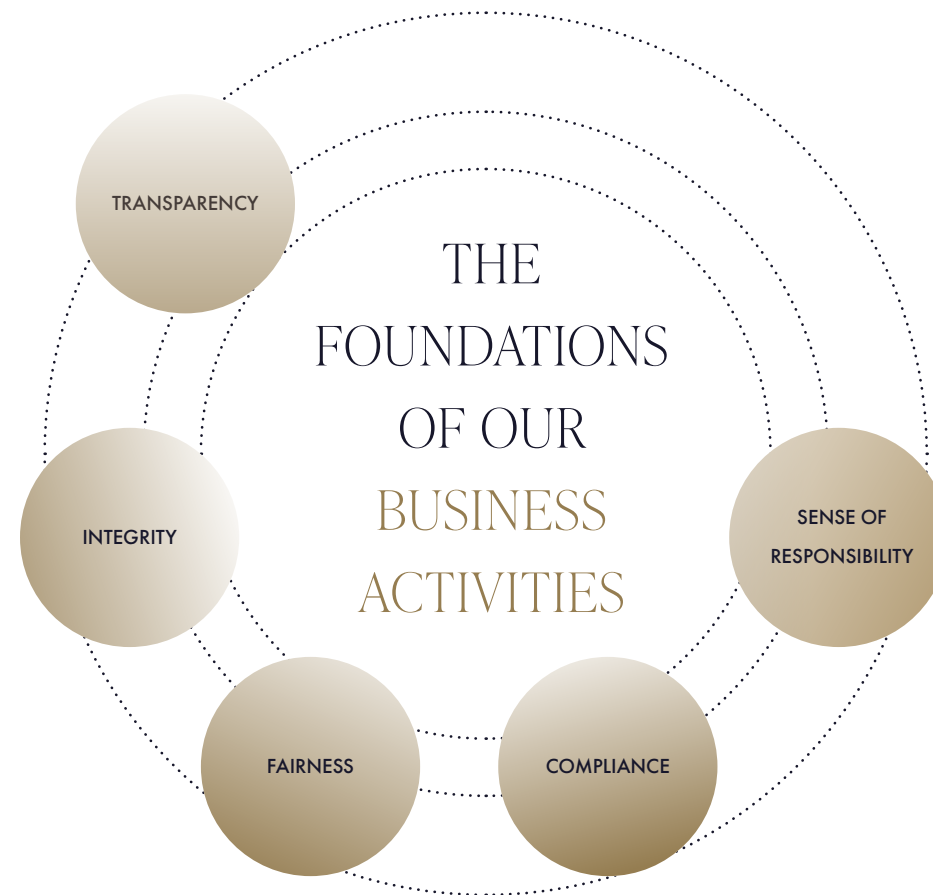 TRANSPARENCY
THE
FOUNDATIONS
OF OUR
BUSINESS
ACTIVITIES
INTEGRITY
SENSE OF
RESPONSIBILITY
FAIRNESS
COMPLIANCE